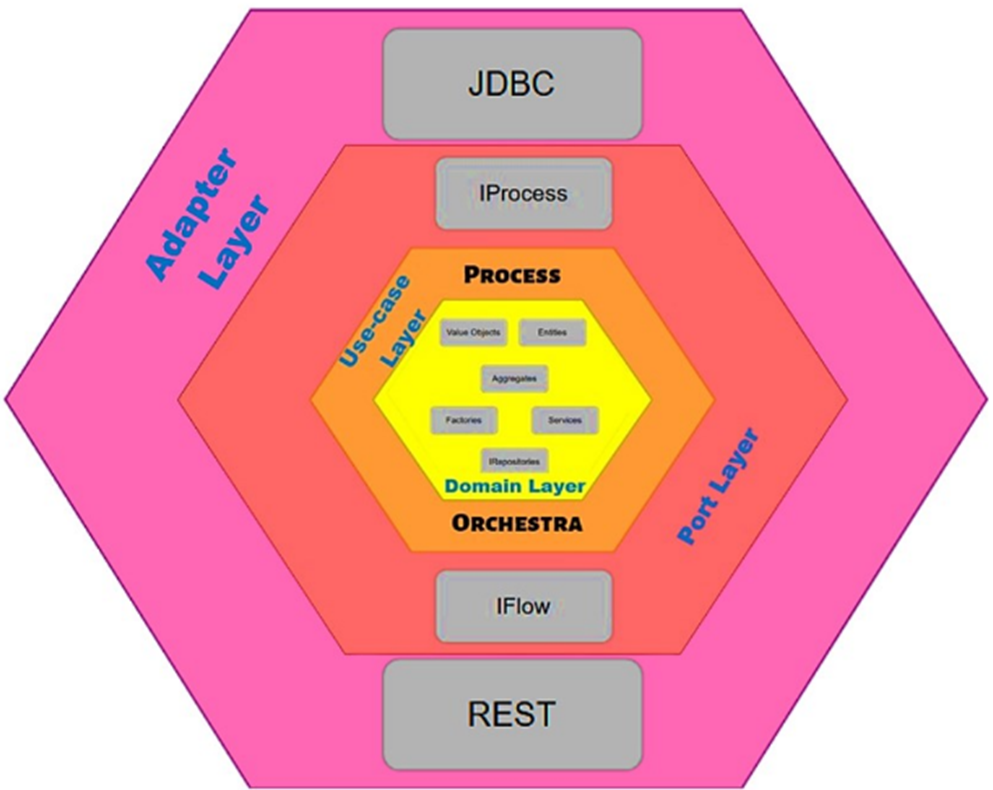 JDBC
IProcess
Adapter
Layer
PROCESS
Use-case
Layer
Value Objects
Entities
Aggregates
Factories
Services
IRepositories
Domain Layer
ORCHESTRA
Port Layer
IFlow
REST